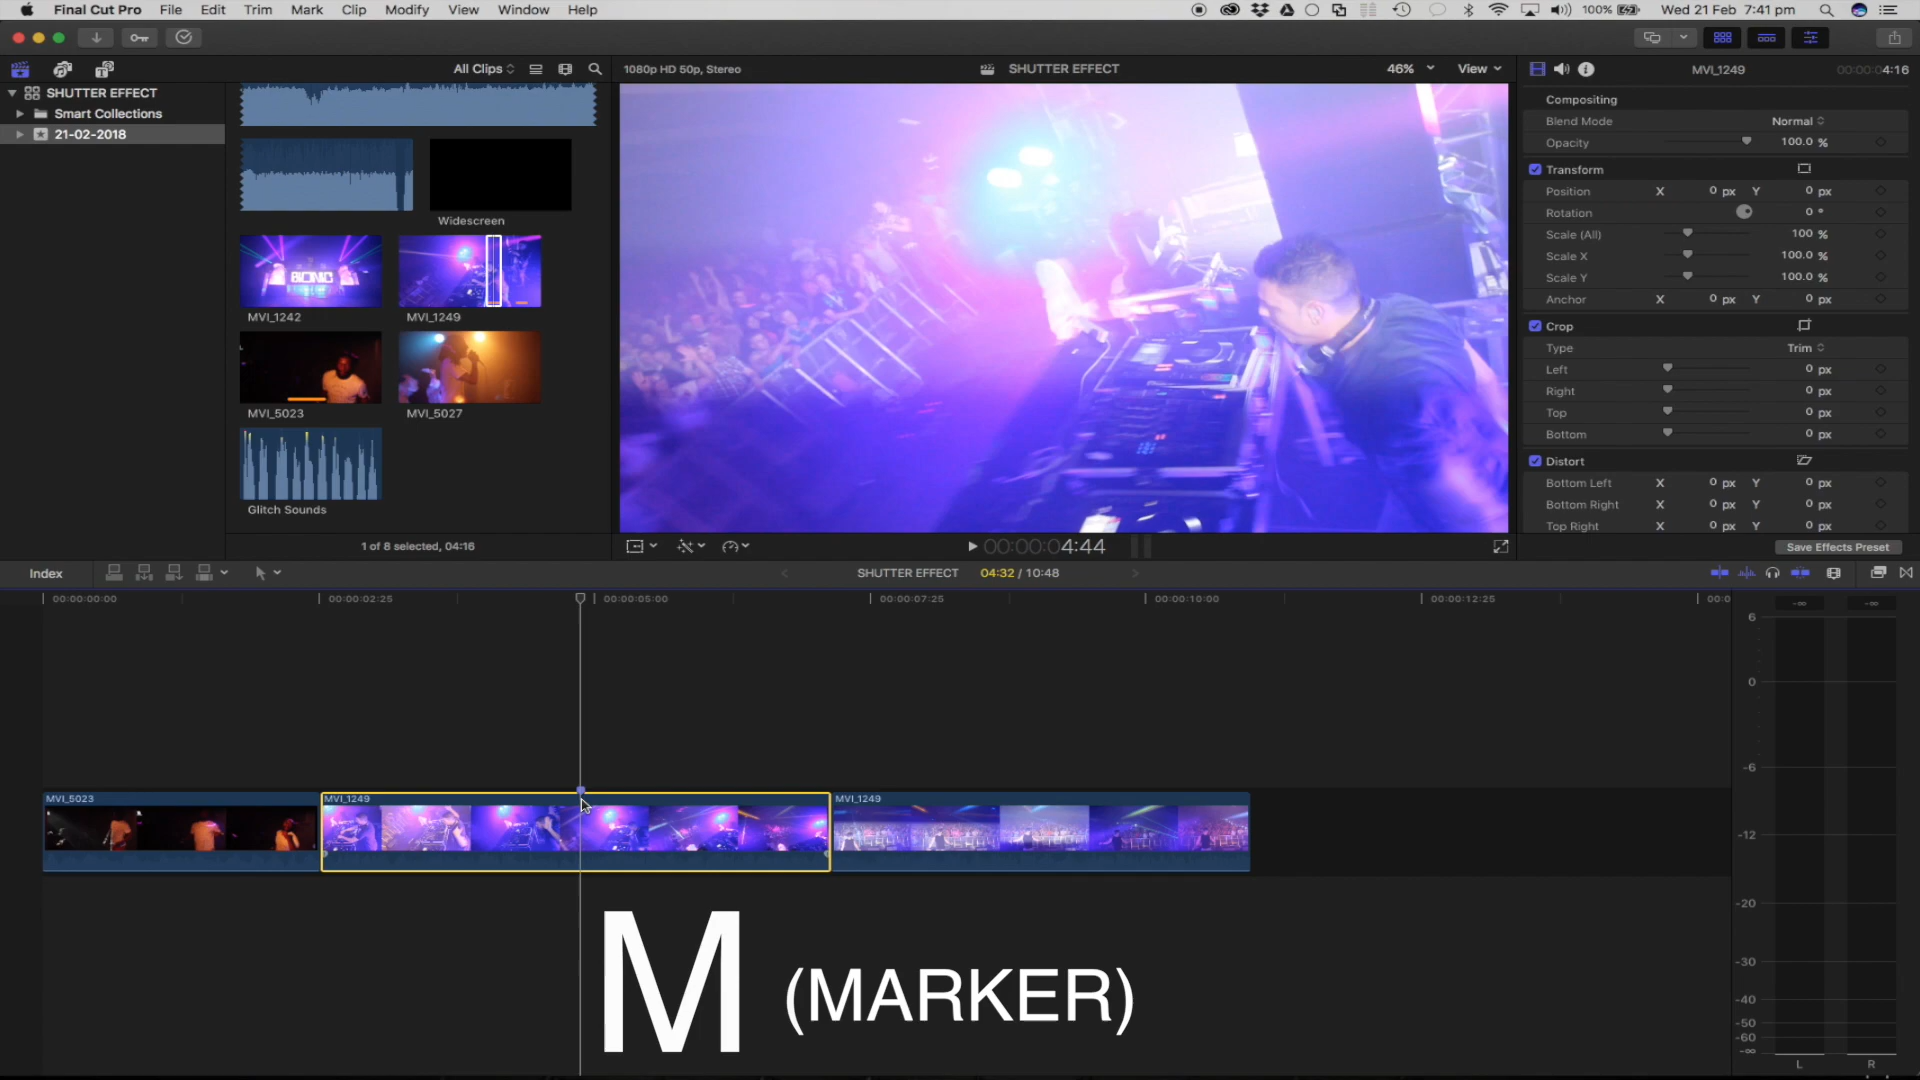 Final Cut Pro File Edit Trim Mark Clip Modify View Window Help 100% Wed 21 Feb 7:41 pm
All Clips
1080p HD 50p, Stereo SHUTTER EFFECT 46% View
MVI_1249 00:00:04:16
SHUTTER EFFECT
Smart Collections
21-02-2018
Widescreen
BIONIC
MVI_1242 MVI_1249
MVI_5023 MVI_5027
Glitch Sounds
1 of 8 selected, 04:16
Compositing
Blend Mode Normal
Opacity 100.0 %
Transform
Position X 0 px Y 0 px
Rotation 0 °
Scale (All) 100 %
Scale X 100.0 %
Scale Y 100.0 %
Anchor X 0 px Y 0 px
Crop
Type Trim
Left 0 px
Right 0 px
Top 0 px
Bottom 0 px
Distort
Bottom Left X 0 px Y 0 px
Bottom Right X 0 px Y 0 px
Top Right X 0 px Y 0 px
00:00:04:44
Save Effects Preset
Index SHUTTER EFFECT 04:32 / 10:48
00:00:00:00 00:00:02:25 00:00:05:00 00:00:07:25 00:00:10:00 00:00:12:25 00:0
MVI_5023 MVI_1249 MVI_1249
-∞ -∞
6
0
-6
-12
-20
-30
-40
-50
-60
-∞
L R
M (MARKER)